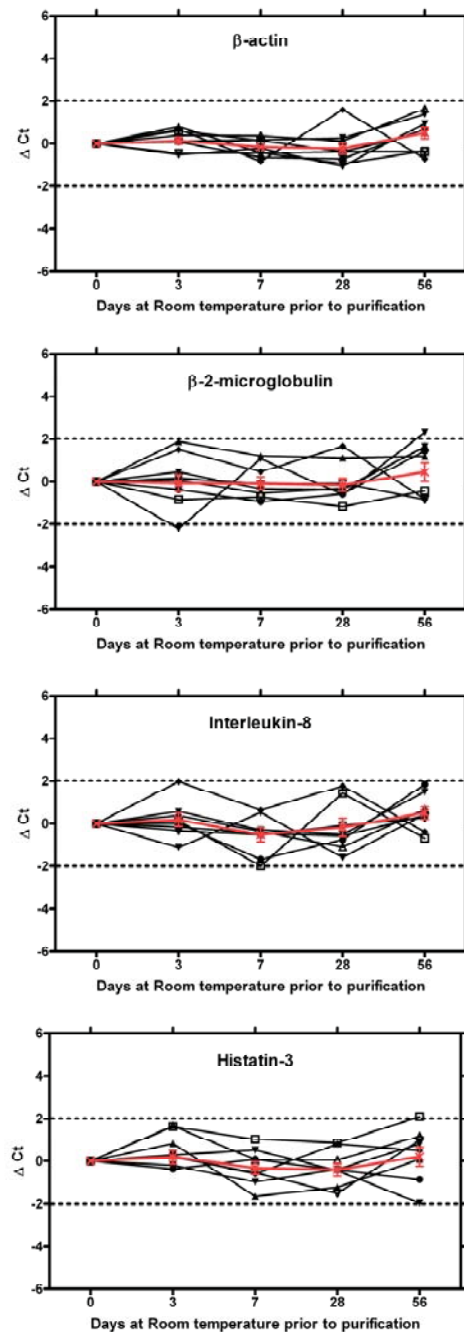 β-actin
6
4
2
0
-2
-4
-6
Δ Ct
0 3 7 28 56
Days at Room temperature prior to purification
β-2-microglobulin
6
4
2
0
-2
-4
-6
Δ Ct
0 3 7 28 56
Days at Room temperature prior to purification
Interleukin-8
6
4
2
0
-2
-4
-6
Δ Ct
0 3 7 28 56
Days at Room temperature prior to purification
Histatin-3
6
4
2
0
-2
-4
-6
Δ Ct
0 3 7 28 56
Days at Room temperature prior to purification